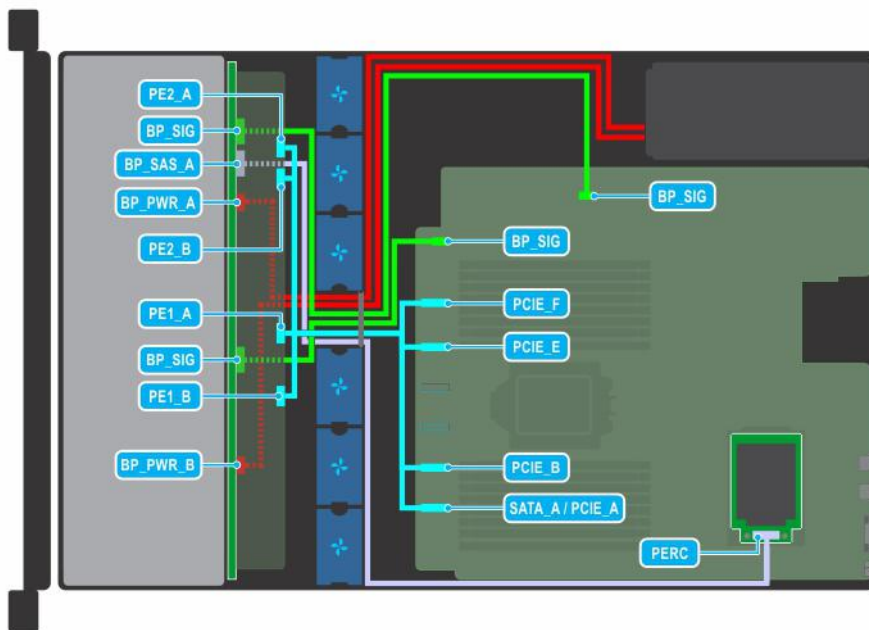 PE2_A
BP_SIG
BP_SAS_A
BP_PWR_A
PE2_B
PE1_A
BP_SIG
PE1_B
BP_PWR_B
BP_SIG
BP_SIG
PCIE_F
PCIE_E
PCIE_B
SATA_A / PCIE_A
PERC